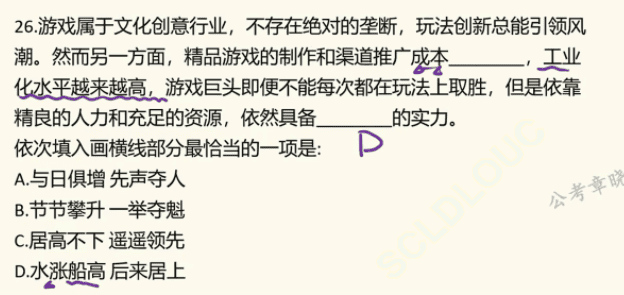 26.游戏属于文化创意行业，不存在绝对的垄断，玩法创新总能引领风
潮。然而另一方面，精品游戏的制作和渠道推广成本________，工业
化水平越来越高，游戏巨头即便不能每次都在玩法上取胜，但是依靠
精良的人力和充足的资源，依然具备________的实力。
依次填入画横线部分最恰当的一项是: D
A.与日俱增 先声夺人
B.节节攀升 一举夺魁
C.居高不下 遥遥领先
D.水涨船高 后来居上
公考章晓
SCLDLOUC